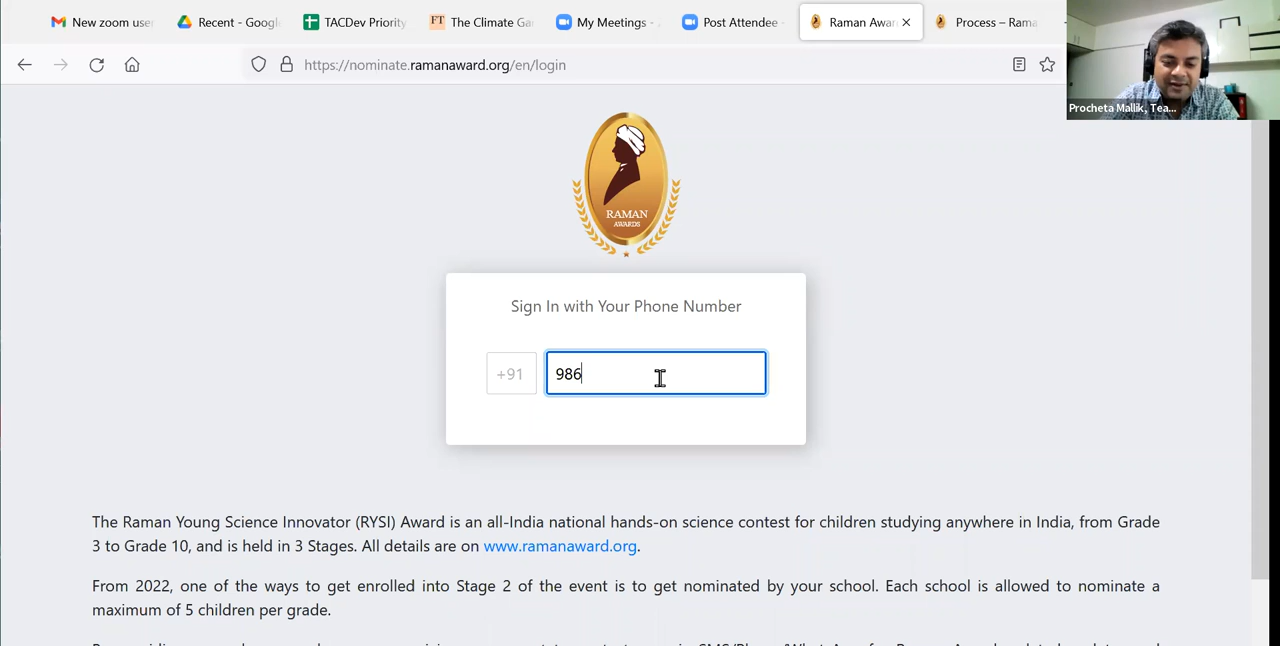 New zoom user
Recent - Google
TACDev Priority
FT The Climate Ga
My Meetings -
Post Attendee -
Raman Awar
Process – Rama
https://nominate.ramanaward.org/en/login
Procheta Mallik, Tea...
RAMAN
AWARDS
Sign In with Your Phone Number
+91
986
The Raman Young Science Innovator (RYSI) Award is an all-India national hands-on science contest for children studying anywhere in India, from Grade
3 to Grade 10, and is held in 3 Stages. All details are on www.ramanaward.org.
From 2022, one of the ways to get enrolled into Stage 2 of the event is to get nominated by your school. Each school is allowed to nominate a
maximum of 5 children per grade.